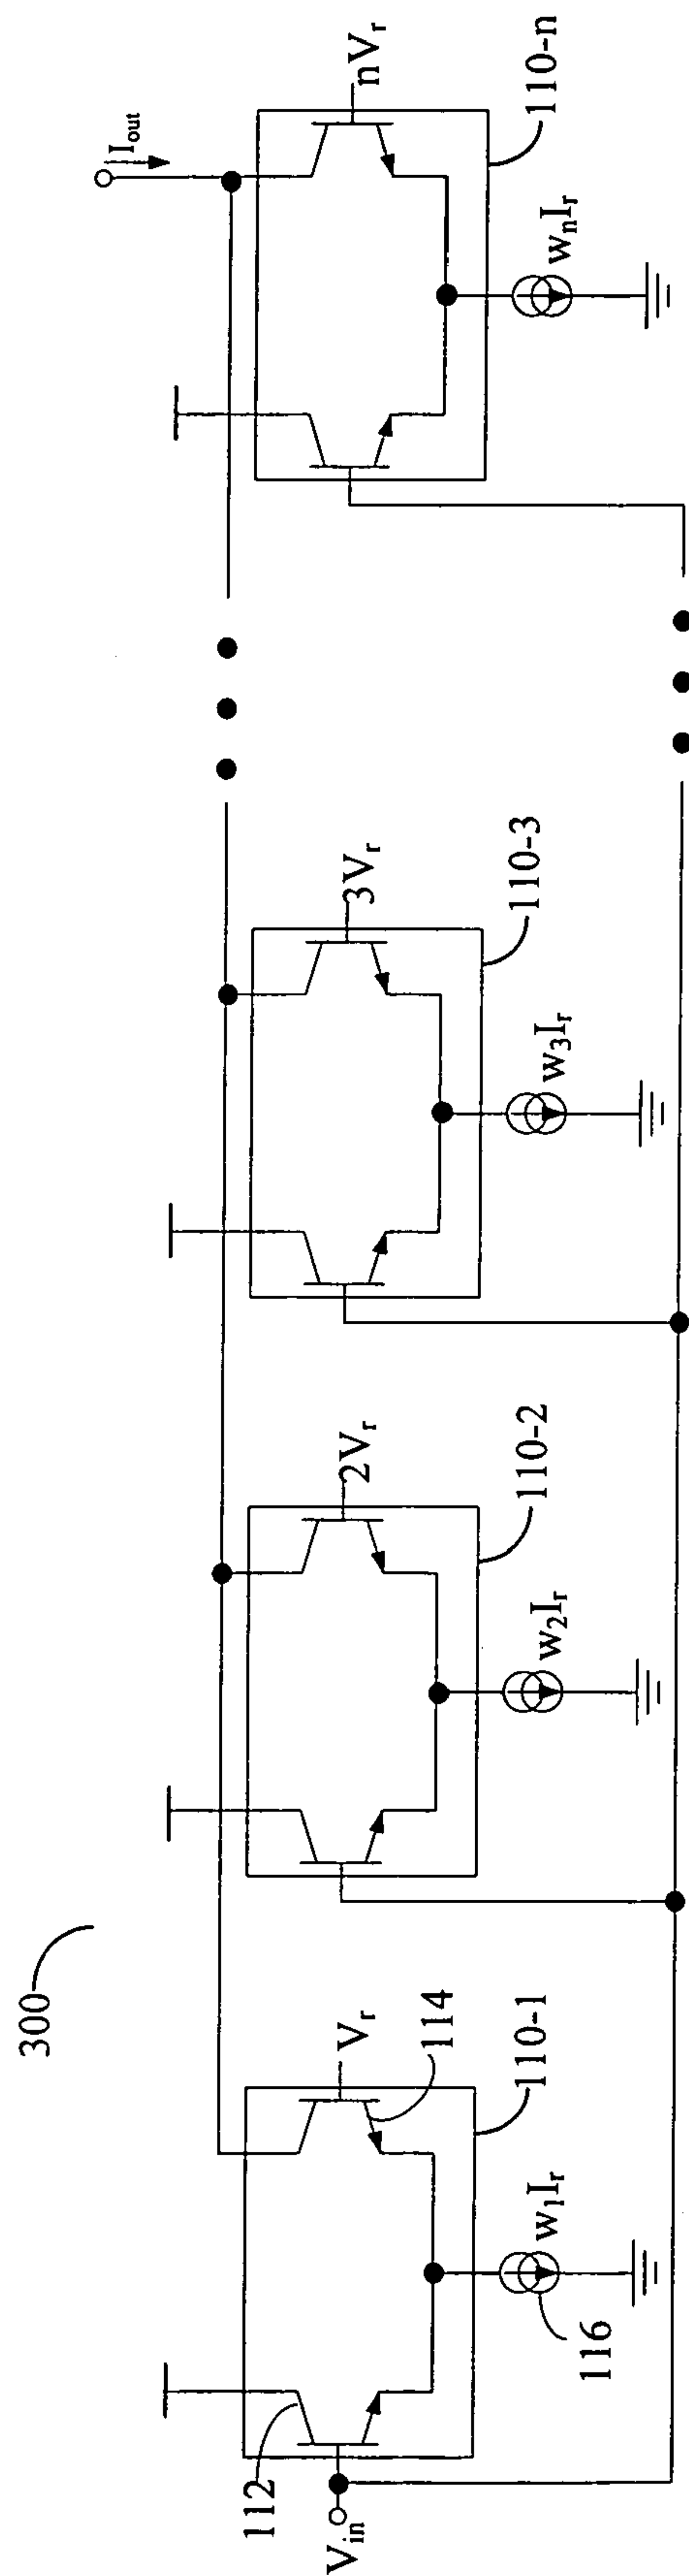 300
V_in
112
116
w_1I_r
110-1
114
V_r
w_2I_r
110-2
2V_r
w_3I_r
110-3
3V_r
w_nI_r
110-n
nV_r
I_out